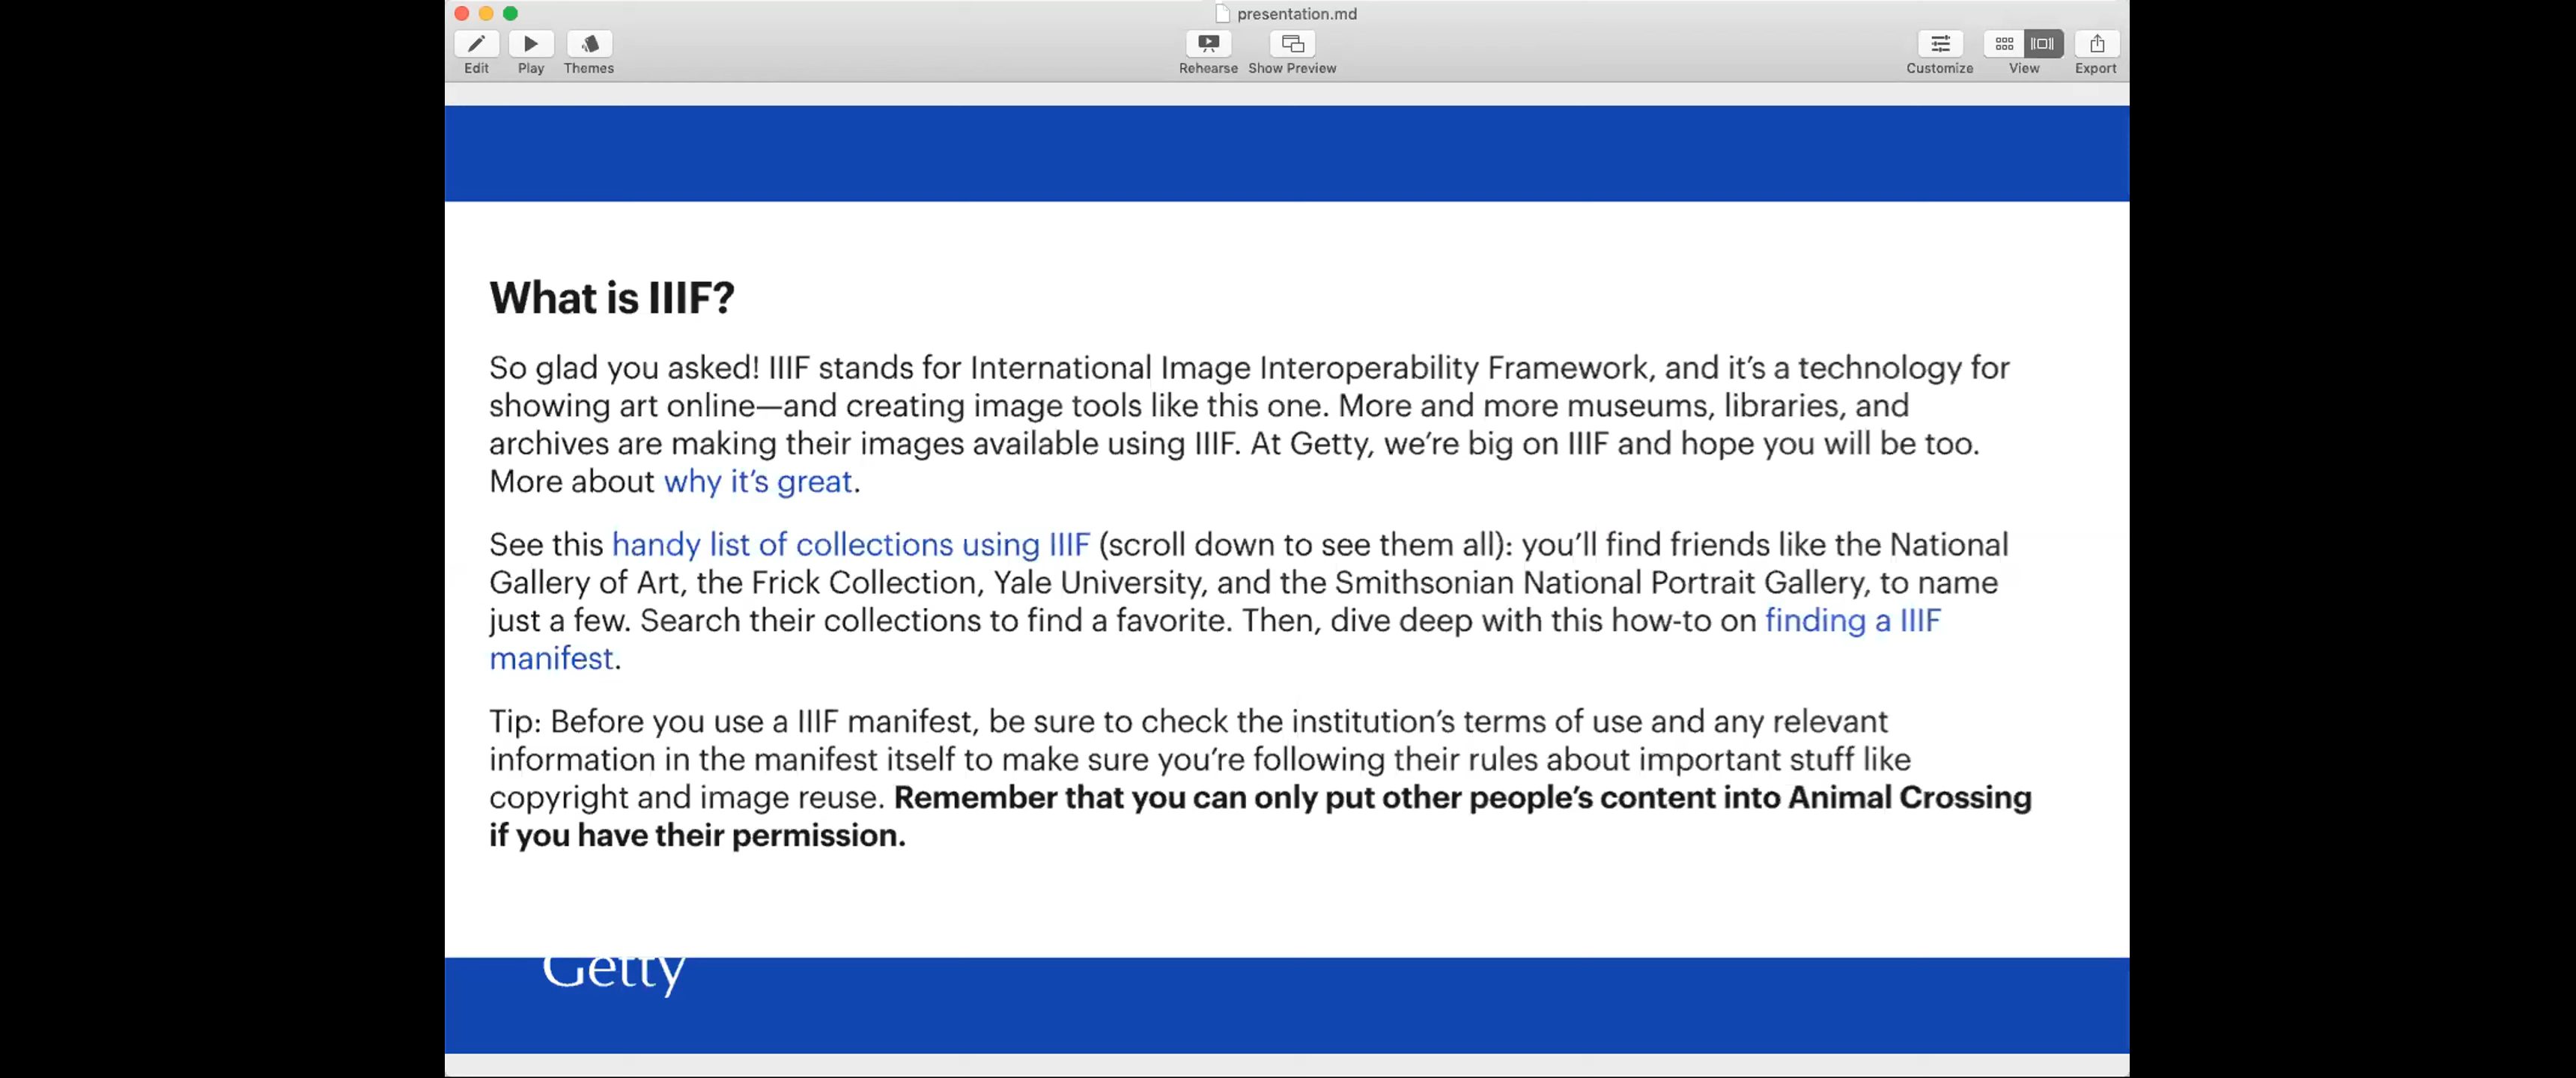 presentation.md
Edit Play Themes Rehearse Show Preview Customize View Export
What is IIIF?
So glad you asked! IIIF stands for International Image Interoperability Framework, and it’s a technology for
showing art online—and creating image tools like this one. More and more museums, libraries, and
archives are making their images available using IIIF. At Getty, we’re big on IIIF and hope you will be too.
More about why it’s great.
See this handy list of collections using IIIF (scroll down to see them all): you’ll find friends like the National
Gallery of Art, the Frick Collection, Yale University, and the Smithsonian National Portrait Gallery, to name
just a few. Search their collections to find a favorite. Then, dive deep with this how-to on finding a IIIF
manifest.
Tip: Before you use a IIIF manifest, be sure to check the institution’s terms of use and any relevant
information in the manifest itself to make sure you’re following their rules about important stuff like
copyright and image reuse. Remember that you can only put other people’s content into Animal Crossing
if you have their permission.
Getty